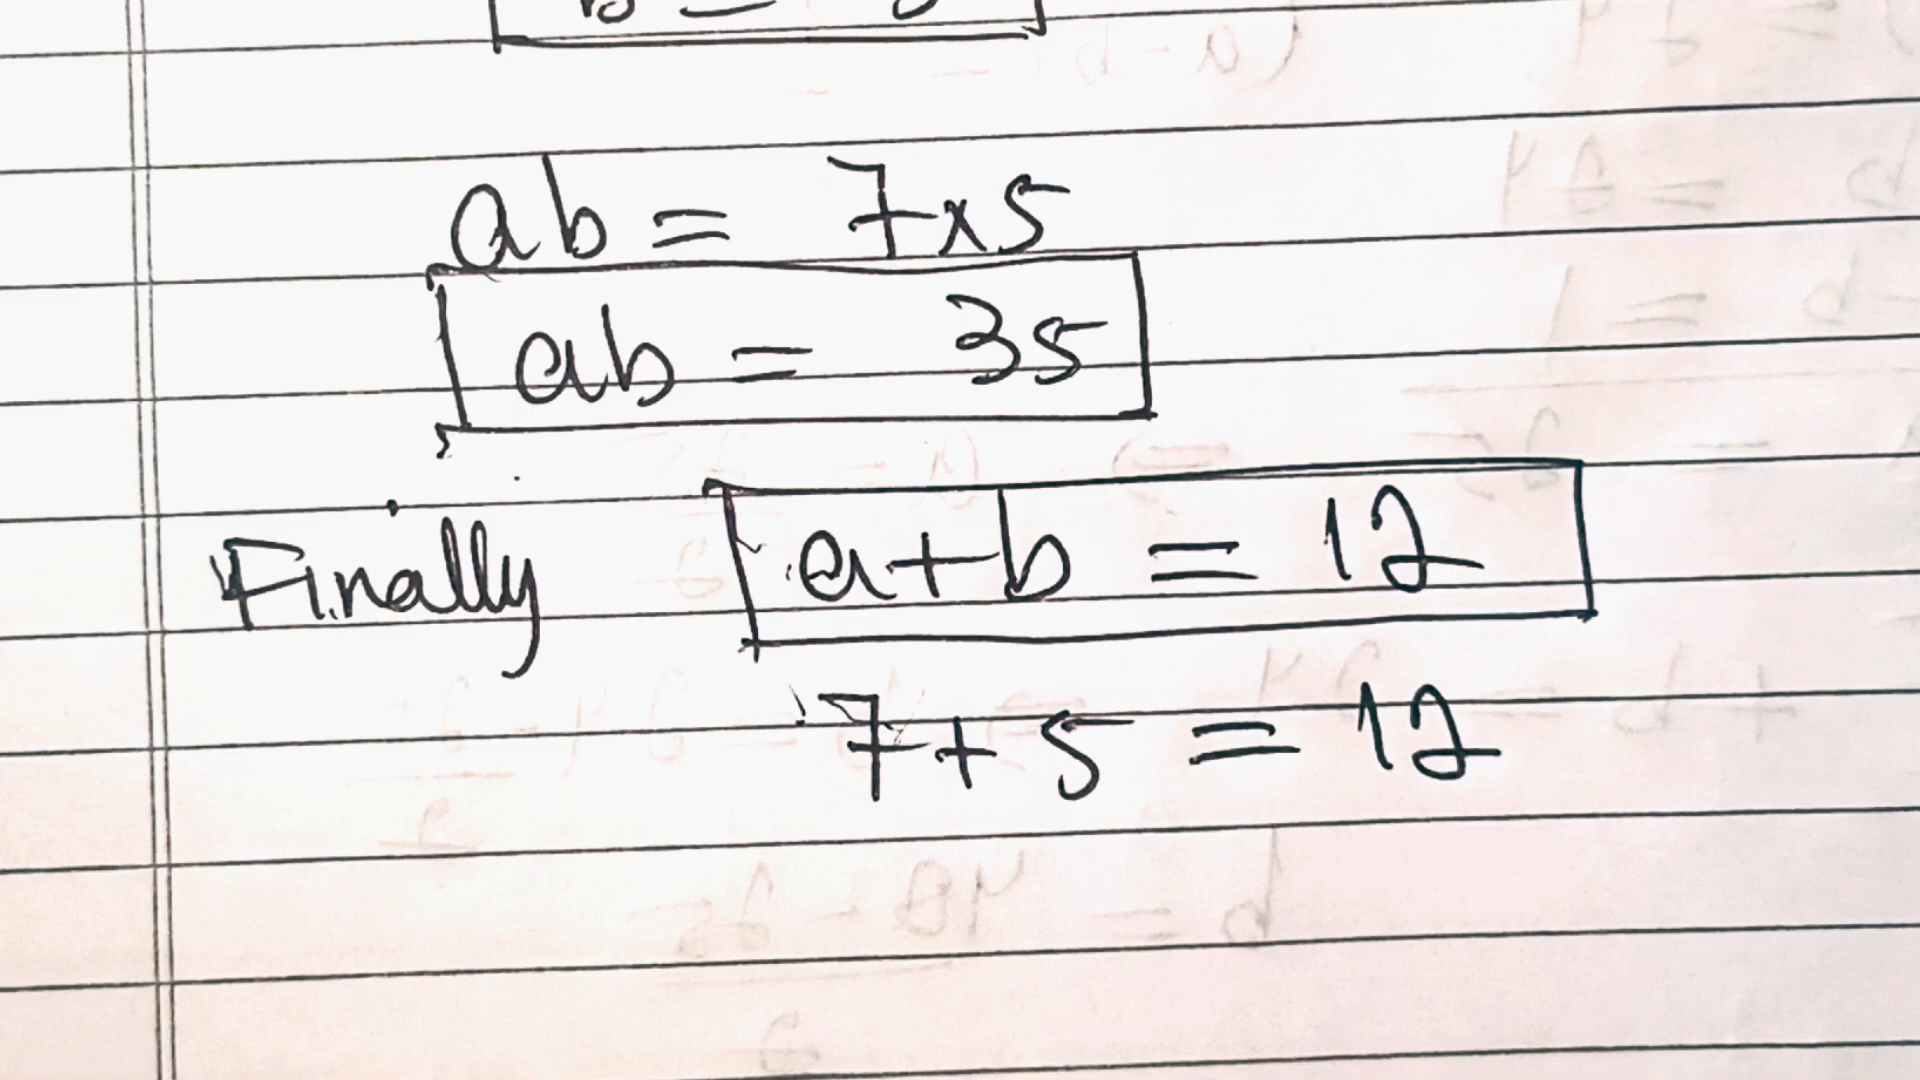 ab = 7x5
ab = 35
Finally a+b = 12
7+5 = 12